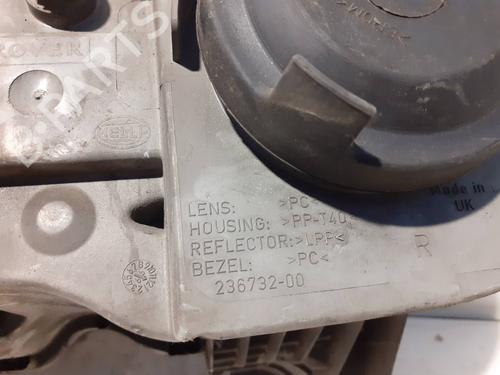 ROVER
B-PARTS
HELLA
LENS: >PC<
HOUSING: >PP-T40<
REFLECTOR:>LPP<
BEZEL: >PC<
236732-00
Made in
UK
R